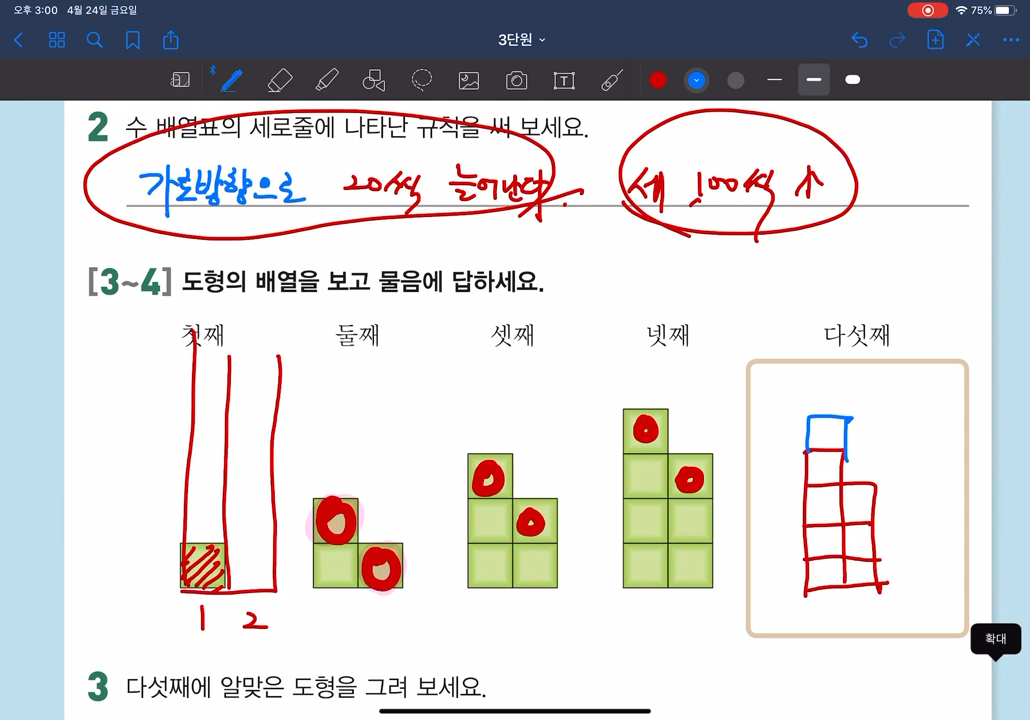 오후 3:00 4월 24일 금요일 75%
3단원
2 수 배열표의 세로줄에 나타난 규칙을 써 보세요.
가로방향으로 20씩 늘어난다. 세 100씩 ↑
[3~4] 도형의 배열을 보고 물음에 답하세요.
첫째 둘째 셋째 넷째 다섯째
1 2
확대
3 다섯째에 알맞은 도형을 그려 보세요.